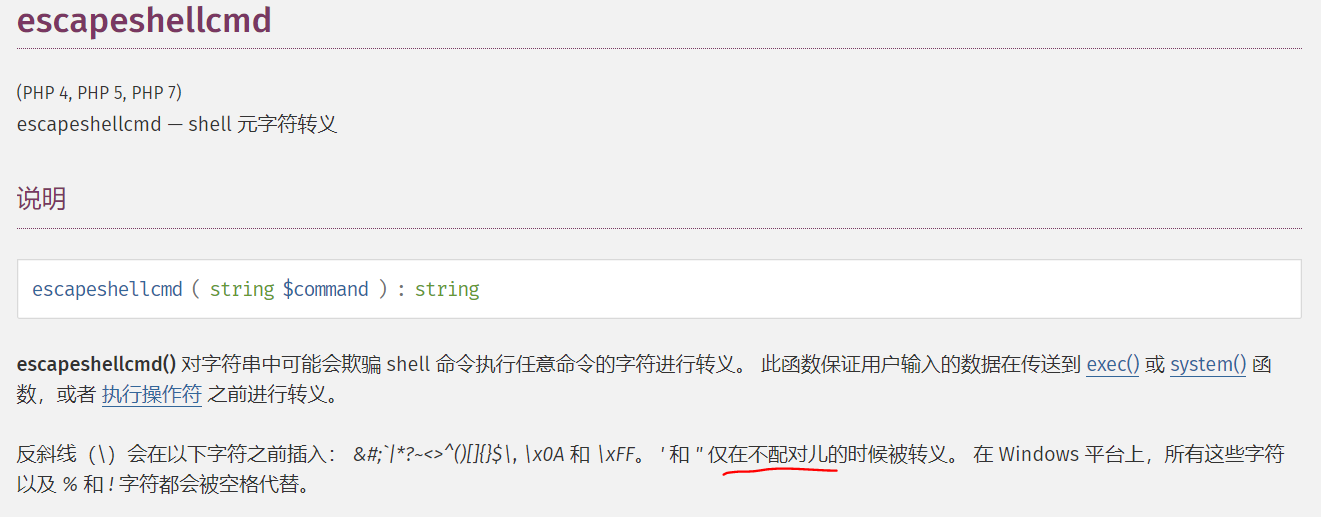 escapeshellcmd
(PHP 4, PHP 5, PHP 7)
escapeshellcmd — shell 元字符转义
说明
escapeshellcmd ( string $command ) : string
escapeshellcmd() 对字符串中可能会欺骗 shell 命令执行任意命令的字符进行转义。 此函数保证用户输入的数据在传送到 exec() 或 system() 函
数，或者 执行操作符 之前进行转义。
反斜线（\）会在以下字符之前插入： &#;`|*?~<>^()[]{}$\, \x0A 和 \xFF。 ' 和 " 仅在不配对儿的时候被转义。 在 Windows 平台上，所有这些字符
以及 % 和 ! 字符都会被空格代替。